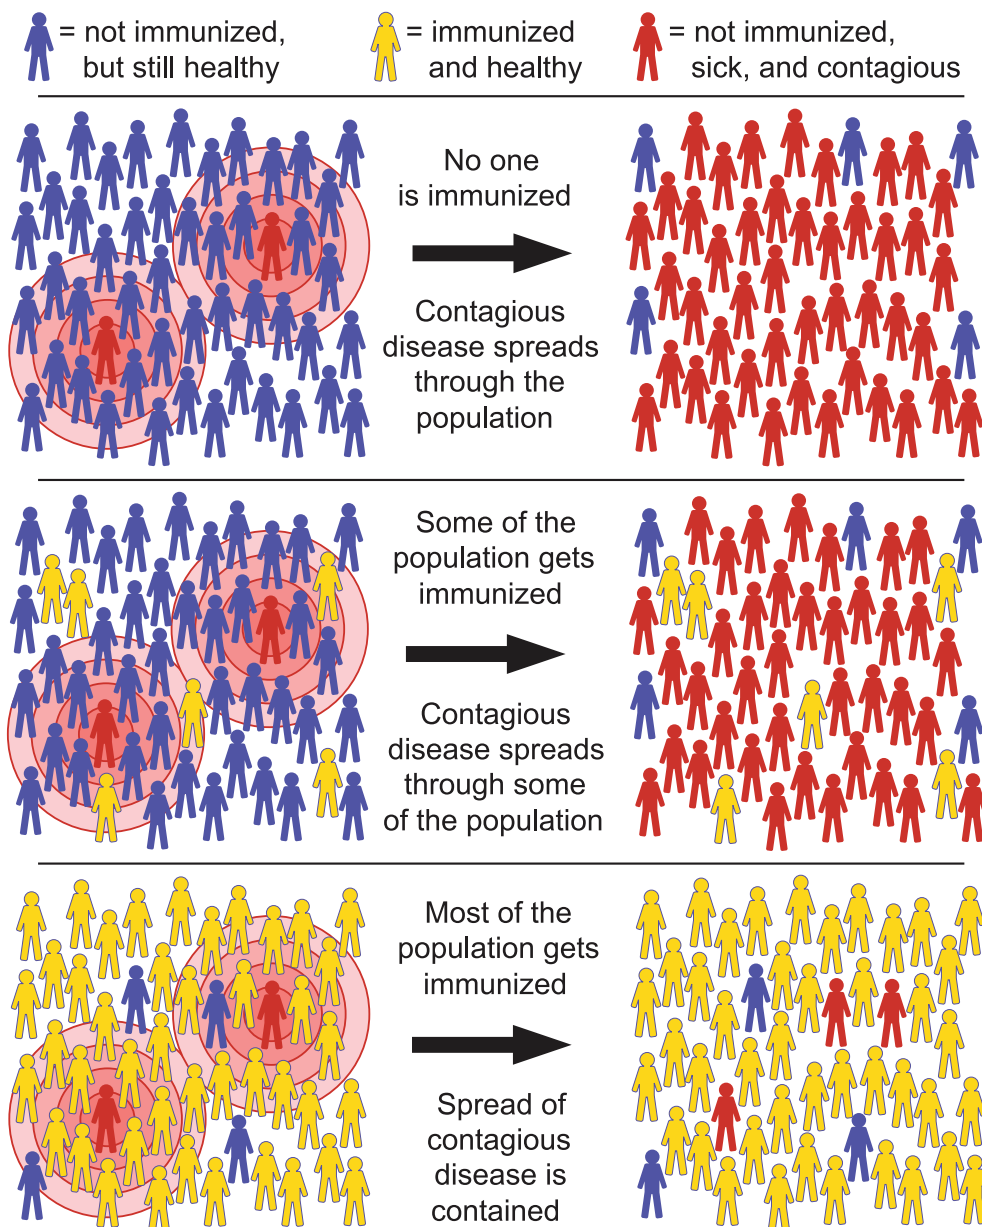 = not immunized,
but still healthy
= immunized
and healthy
= not immunized,
sick, and contagious
No one
is immunized
Contagious
disease spreads
through the
population
Some of the
population gets
immunized
Contagious
disease spreads
through some
of the population
Most of the
population gets
immunized
Spread of
contagious
disease is
contained